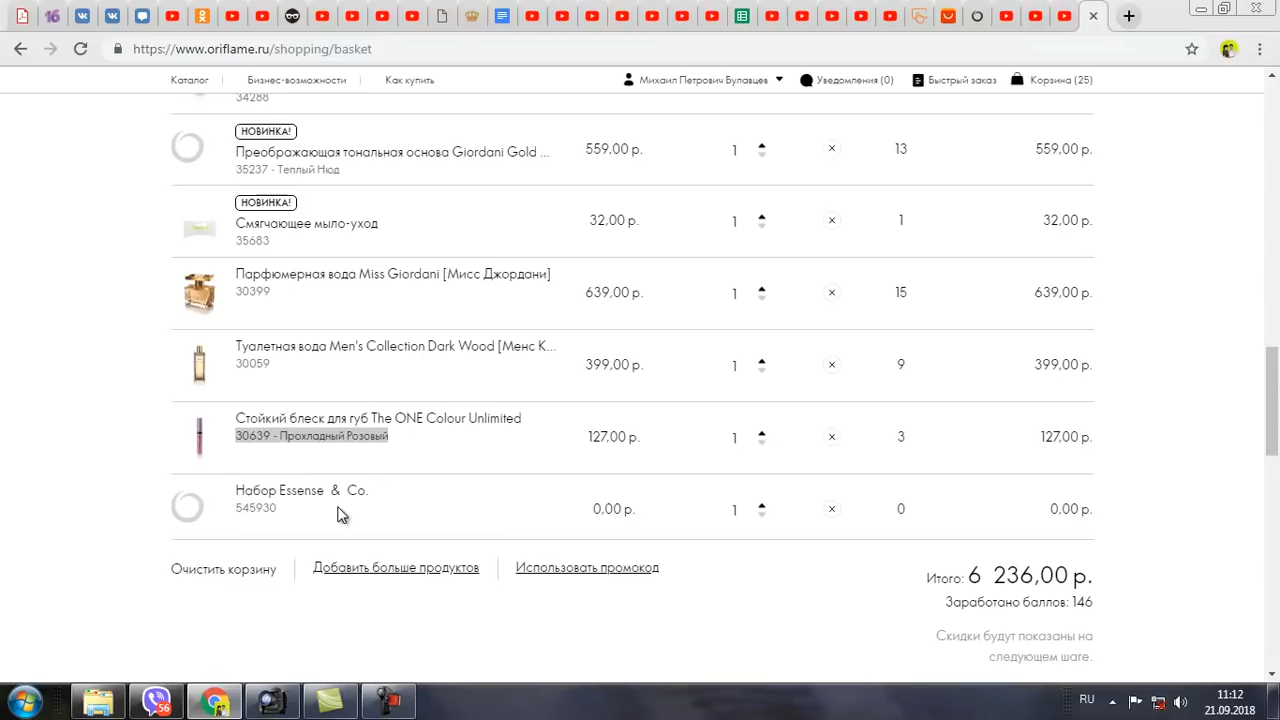 https://www.oriflame.ru/shopping/basket
Каталог
Бизнес-возможности
Как купить
Михаил Петрович Булавцев
Уведомления (0)
Быстрый заказ
Корзина (25)
34288
НОВИНКА!
Преображающая тональная основа Giordani Gold ...
35237 - Теплый Нюд
559,00 р.
1
13
559,00 р.
НОВИНКА!
Смягчающее мыло-уход
35683
32,00 р.
1
1
32,00 р.
Парфюмерная вода Miss Giordani [Мисс Джордани]
30399
639,00 р.
1
15
639,00 р.
Туалетная вода Men's Collection Dark Wood [Менс К...
30059
399,00 р.
1
9
399,00 р.
Стойкий блеск для губ The ONE Colour Unlimited
30639 - Прохладный Розовый
127,00 р.
1
3
127,00 р.
Набор Essense & Co.
545930
0,00 р.
1
0
0,00 р.
Очистить корзину
Добавить больше продуктов
Использовать промокод
Итого: 6 236,00 р.
Заработано баллов: 146
Скидки будут показаны на
следующем шаге.
56
RU
11:12
21.09.2018